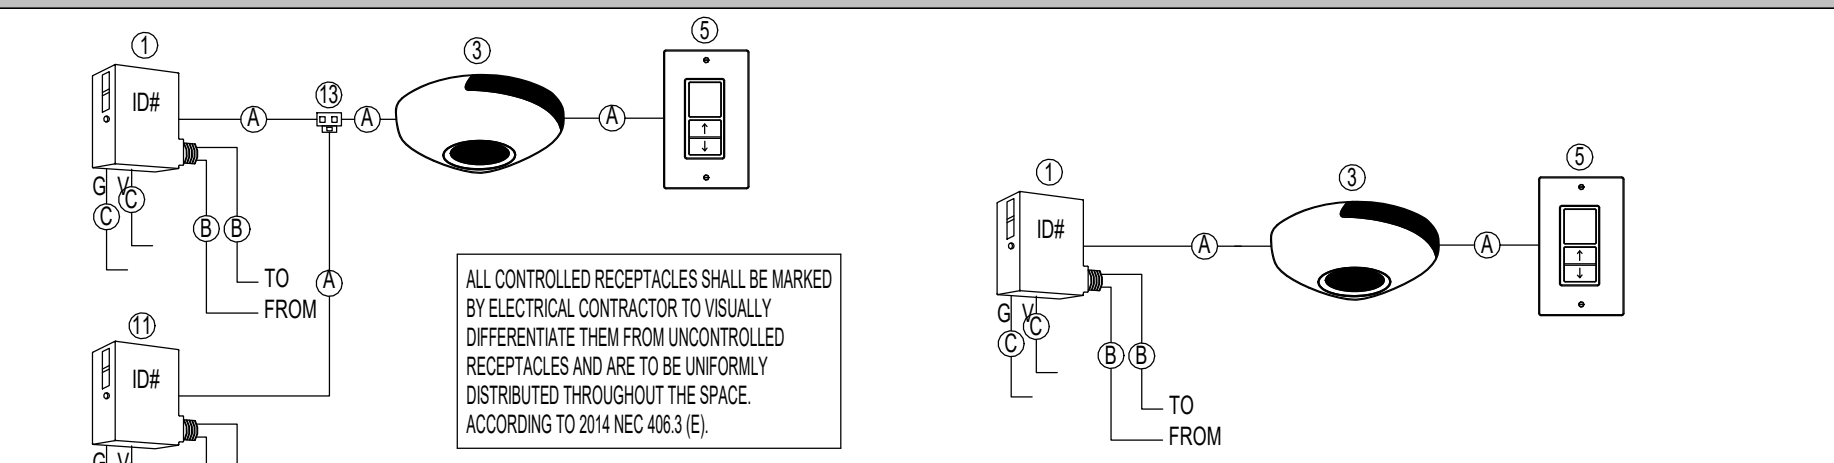 1
3
5
13
ID#
A
A
A
G
V
C
C
B
B
A
TO
FROM
11
ID#
G
V
ALL CONTROLLED RECEPTACLES SHALL BE MARKED
BY ELECTRICAL CONTRACTOR TO VISUALLY
DIFFERENTIATE THEM FROM UNCONTROLLED
RECEPTACLES AND ARE TO BE UNIFORMLY
DISTRIBUTED THROUGHOUT THE SPACE.
ACCORDING TO 2014 NEC 406.3 (E).
1
3
5
ID#
A
A
G
V
C
C
B
B
TO
FROM